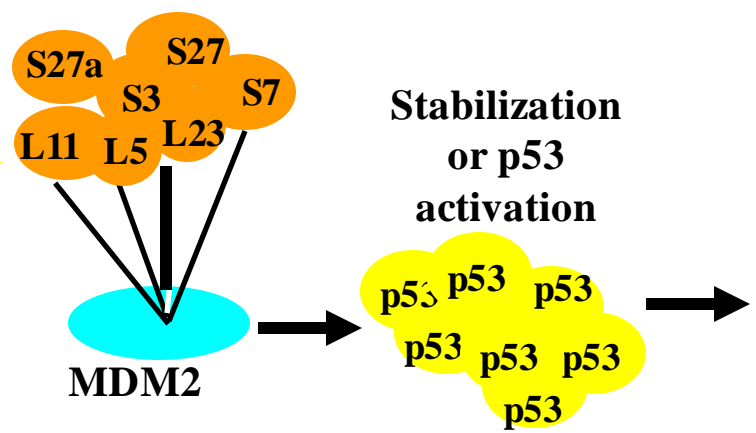 S27a
S27
S3
S7
L11
L5
L23
MDM2
Stabilization
or p53
activation
p53
p53
p53
p53
p53
p53
p53